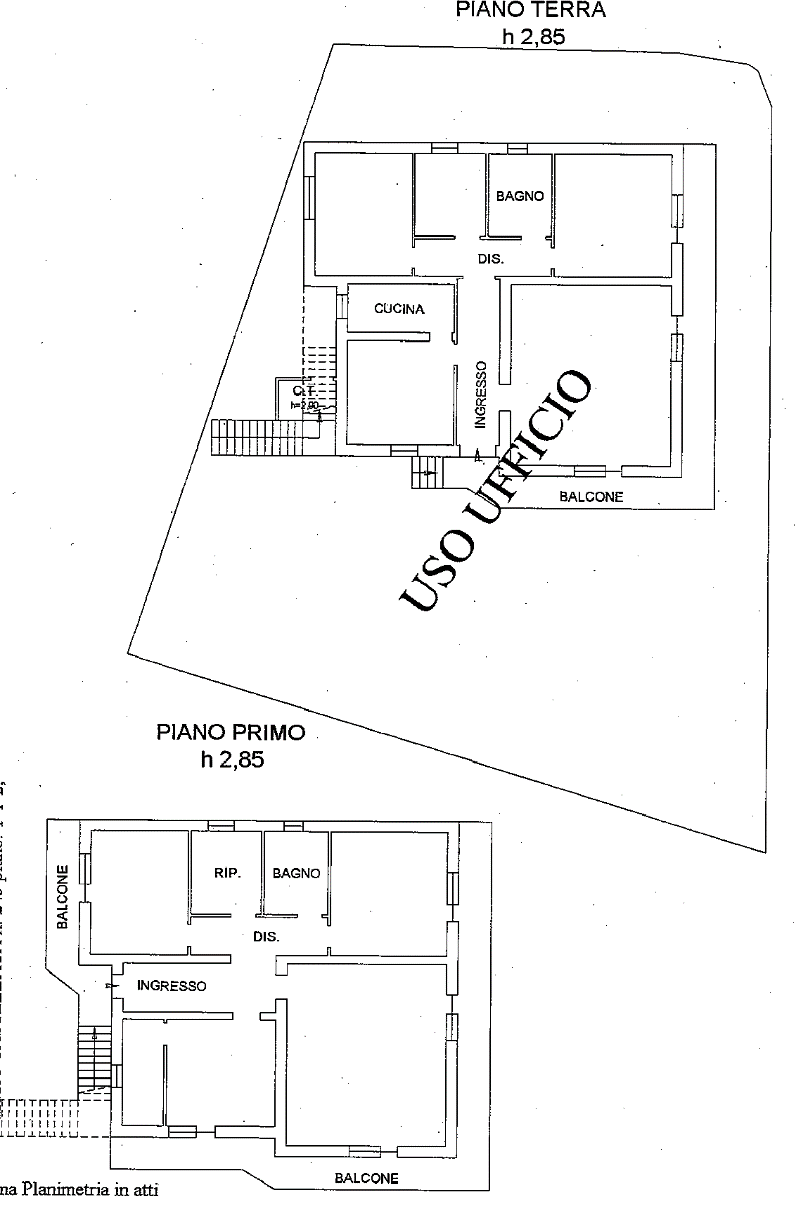 PIANO TERRA
h 2,85
BAGNO
DIS.
CUCINA
INGRESSO
C.T.
USO UFFICIO
BALCONE
PIANO PRIMO
h 2,85
BALCONE
RIP.
BAGNO
DIS.
INGRESSO
BALCONE
Planimetria in atti